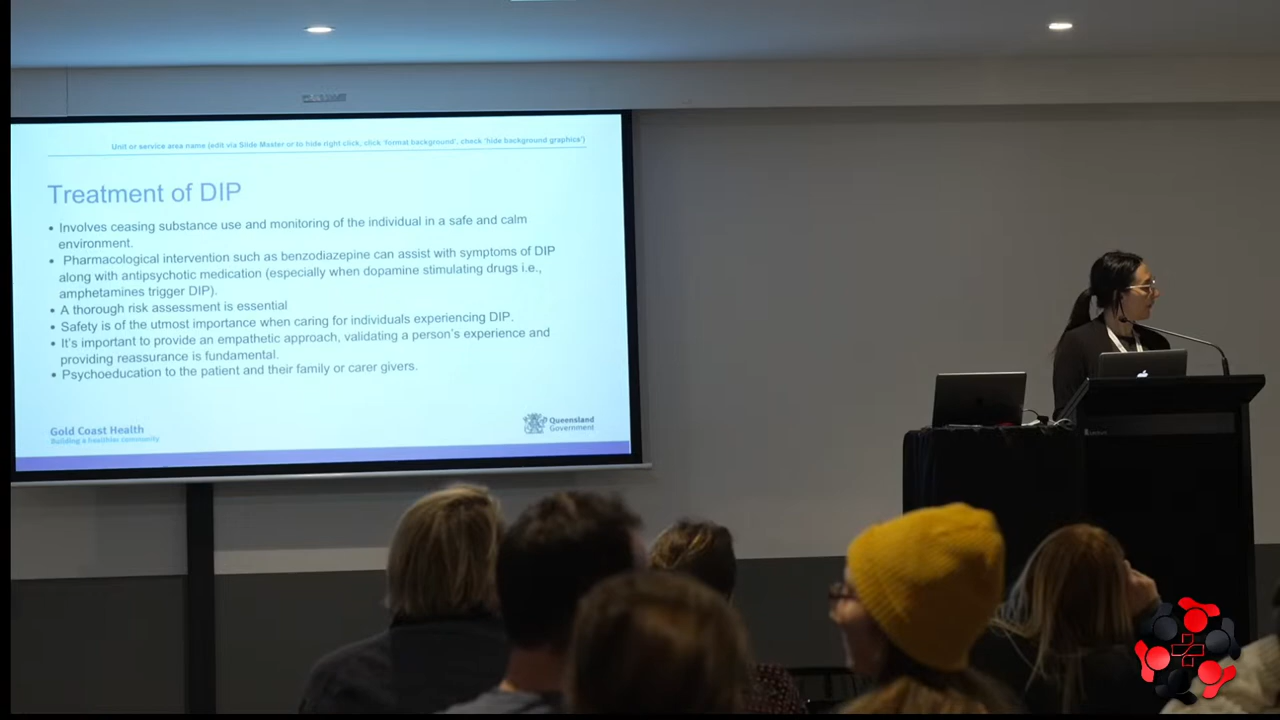 Unit or service area name (edit via Slide Master or to hide right click, click 'format background', check 'hide background graphics')
Treatment of DIP
• Involves ceasing substance use and monitoring of the individual in a safe and calm
environment.
• Pharmacological intervention such as benzodiazepine can assist with symptoms of DIP
along with antipsychotic medication (especially when dopamine stimulating drugs i.e.,
amphetamines trigger DIP).
• A thorough risk assessment is essential
• Safety is of the utmost importance when caring for individuals experiencing DIP.
• It's important to provide an empathetic approach, validating a person's experience and
providing reassurance is fundamental.
• Psychoeducation to the patient and their family or carer givers.
Gold Coast Health
Building a healthier community
Queensland
Government